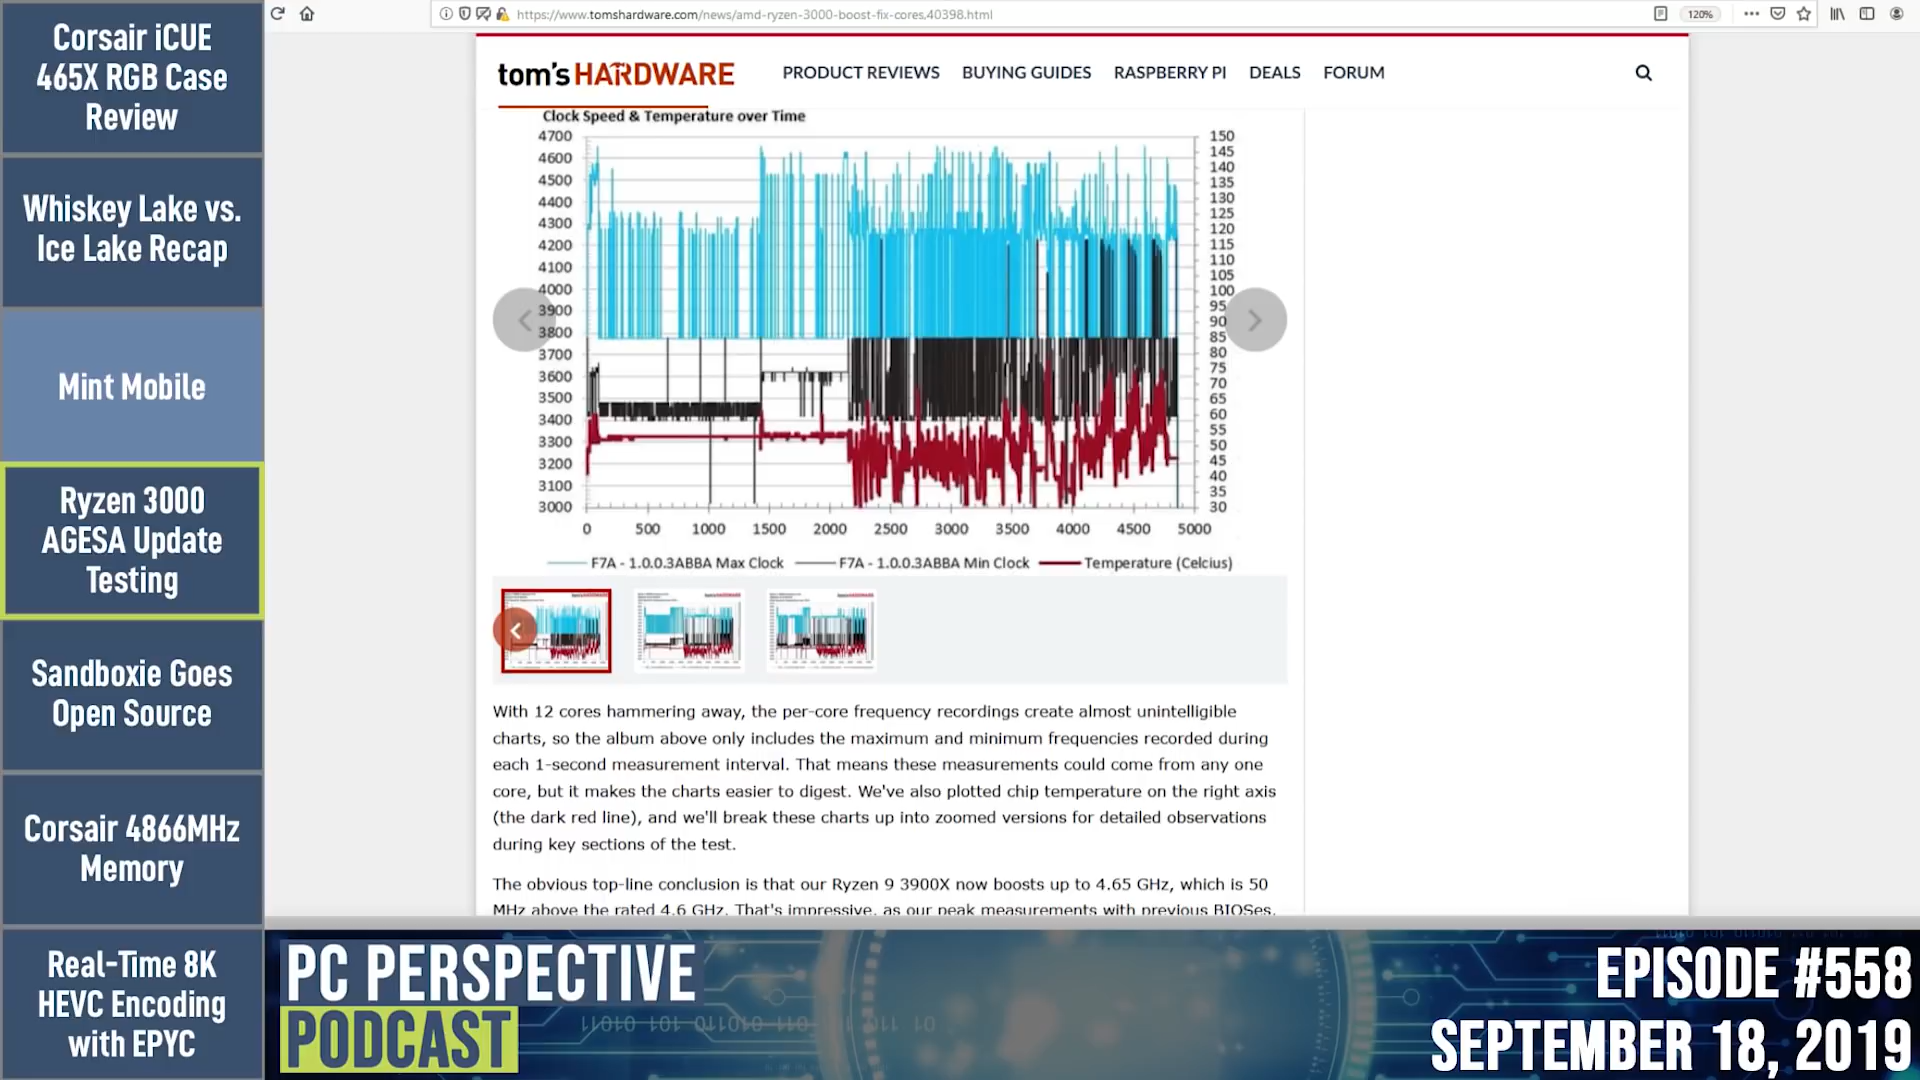 Corsair iCUE
465X RGB Case
Review
Whiskey Lake vs.
Ice Lake Recap
Mint Mobile
Ryzen 3000
AGESA Update
Testing
Sandboxie Goes
Open Source
Corsair 4866MHz
Memory
Real-Time 8K
HEVC Encoding
with EPYC
https://www.tomshardware.com/news/amd-ryzen-3000-boost-fix-cores,40398.html
120%
tom's HARDWARE
PRODUCT REVIEWS BUYING GUIDES RASPBERRY PI DEALS FORUM
Clock Speed & Temperature over Time
4700 150
4600 145
140
4500 135
130
4400 125
4300 120
4200 115
110
4100 105
4000 100
3900 95
90
3800 85
3700 80
75
3600 70
3500 65
3400 60
55
3300 50
3200 45
40
3100 35
3000 30
0 500 1000 1500 2000 2500 3000 3500 4000 4500 5000
F7A - 1.0.0.3ABBA Max Clock F7A - 1.0.0.3ABBA Min Clock Temperature (Celcius)
With 12 cores hammering away, the per-core frequency recordings create almost unintelligible
charts, so the album above only includes the maximum and minimum frequencies recorded during
each 1-second measurement interval. That means these measurements could come from any one
core, but it makes the charts easier to digest. We've also plotted chip temperature on the right axis
(the dark red line), and we'll break these charts up into zoomed versions for detailed observations
during key sections of the test.
The obvious top-line conclusion is that our Ryzen 9 3900X now boosts up to 4.65 GHz, which is 50
MHz above the rated 4.6 GHz. That's impressive, as our peak measurements with previous BIOSes,
PC PERSPECTIVE
PODCAST
EPISODE #558
SEPTEMBER 18, 2019